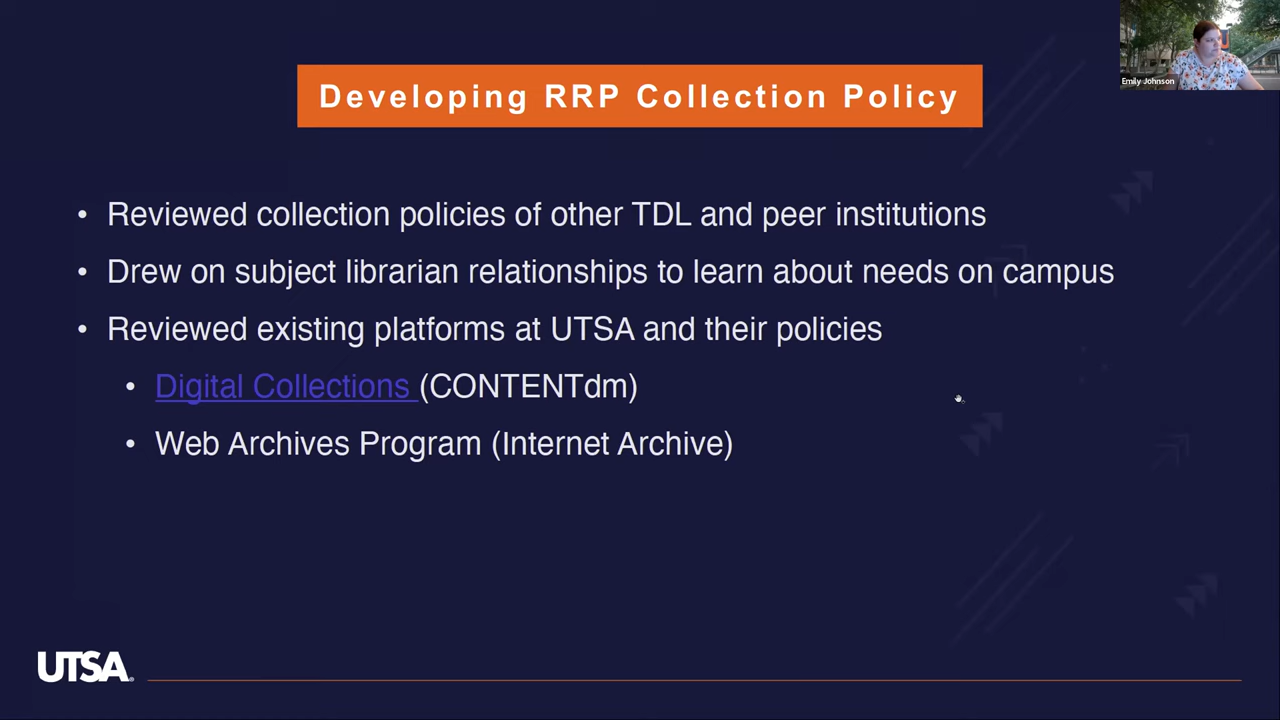 Emily Johnson
Developing RRP Collection Policy
• Reviewed collection policies of other TDL and peer institutions
• Drew on subject librarian relationships to learn about needs on campus
• Reviewed existing platforms at UTSA and their policies
• Digital Collections (CONTENTdm)
• Web Archives Program (Internet Archive)
UTSA®